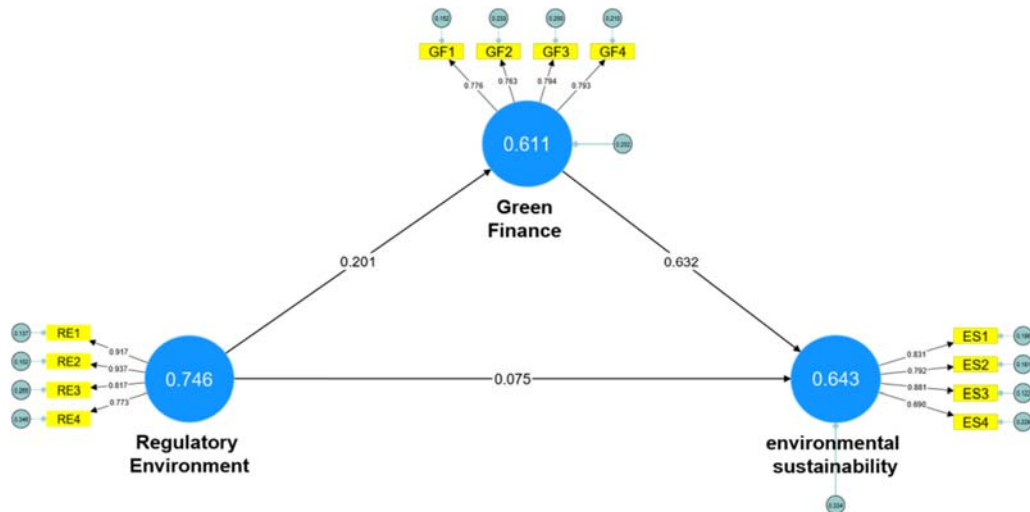 GF1 GF2 GF3 GF4
0.776 0.763 0.794 0.793
0.611
Green
Finance
0.201
0.632
RE1
RE2
RE3
RE4
0.917
0.937
0.817
0.773
0.746
Regulatory
Environment
0.075
0.643
environmental
sustainability
0.831
0.792
0.881
0.690
ES1
ES2
ES3
ES4